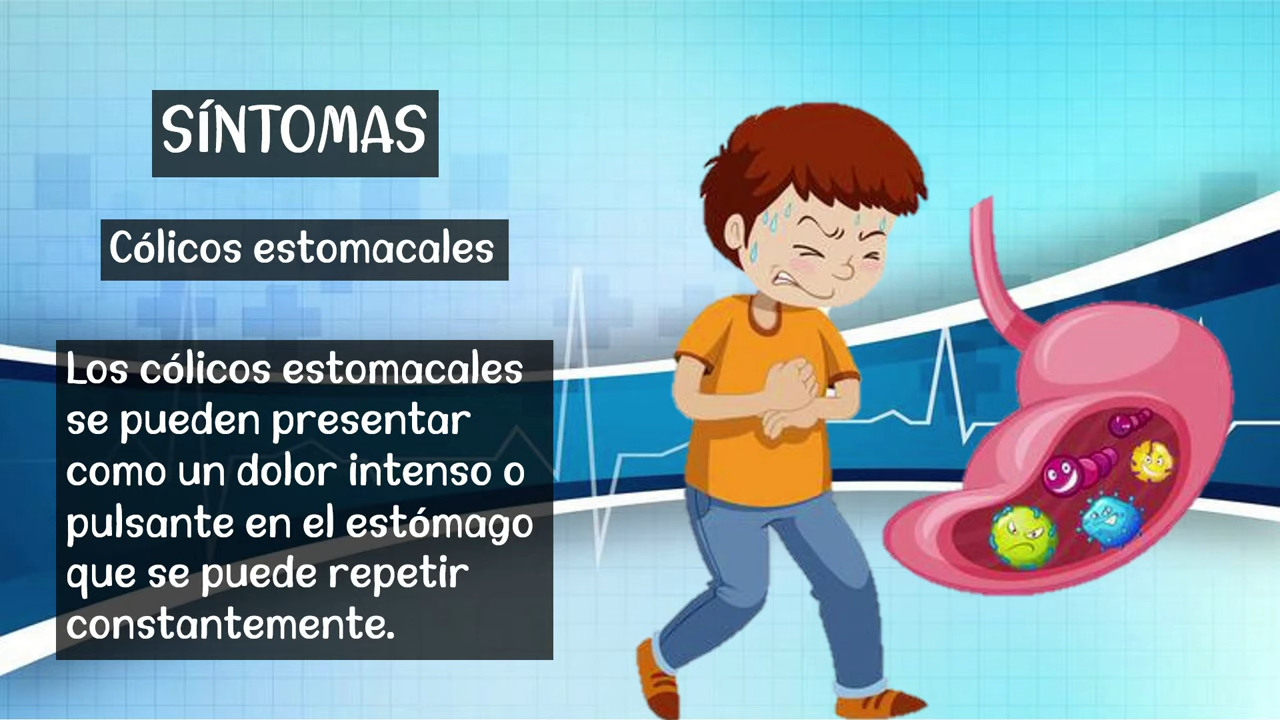 SÍNTOMAS
Cólicos estomacales
Los cólicos estomacales
se pueden presentar
como un dolor intenso o
pulsante en el estómago
que se puede repetir
constantemente.